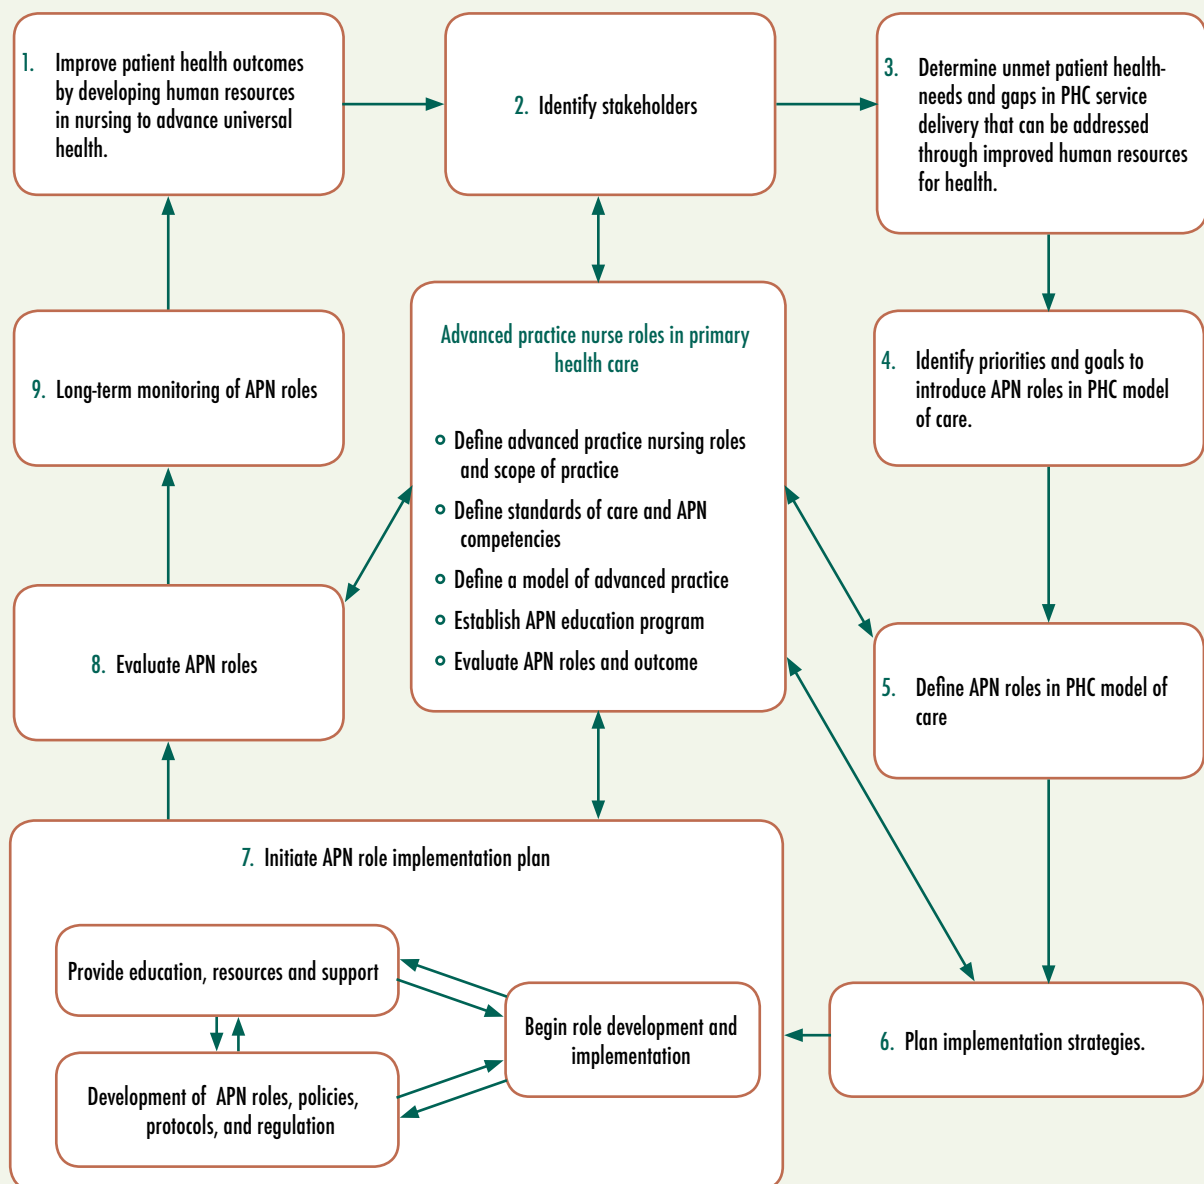 1. Improve patient health outcomes
by developing human resources
in nursing to advance universal
health.
2. Identify stakeholders
3. Determine unmet patient health-
needs and gaps in PHC service
delivery that can be addressed
through improved human resources
for health.
Advanced practice nurse roles in primary
health care
Define advanced practice nursing roles
and scope of practice
Define standards of care and APN
competencies
Define a model of advanced practice
Establish APN education program
Evaluate APN roles and outcome
4. Identify priorities and goals to
introduce APN roles in PHC model
of care.
5. Define APN roles in PHC model of
care
6. Plan implementation strategies.
7. Initiate APN role implementation plan
Provide education, resources and support
Begin role development and
implementation
Development of APN roles, policies,
protocols, and regulation
8. Evaluate APN roles
9. Long-term monitoring of APN roles